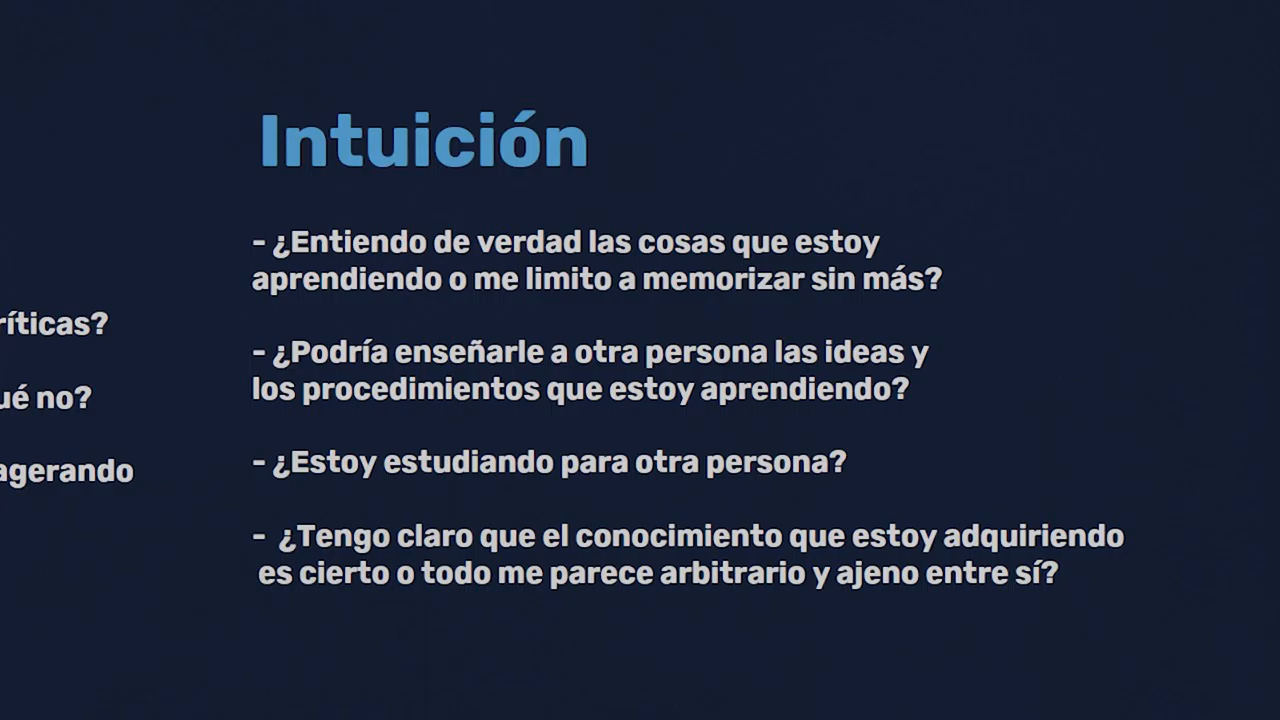 Intuición
- ¿Entiendo de verdad las cosas que estoy
aprendiendo o me limito a memorizar sin más?
- ¿Podría enseñarle a otra persona las ideas y
los procedimientos que estoy aprendiendo?
- ¿Estoy estudiando para otra persona?
- ¿Tengo claro que el conocimiento que estoy adquiriendo
es cierto o todo me parece arbitrario y ajeno entre sí?
no?